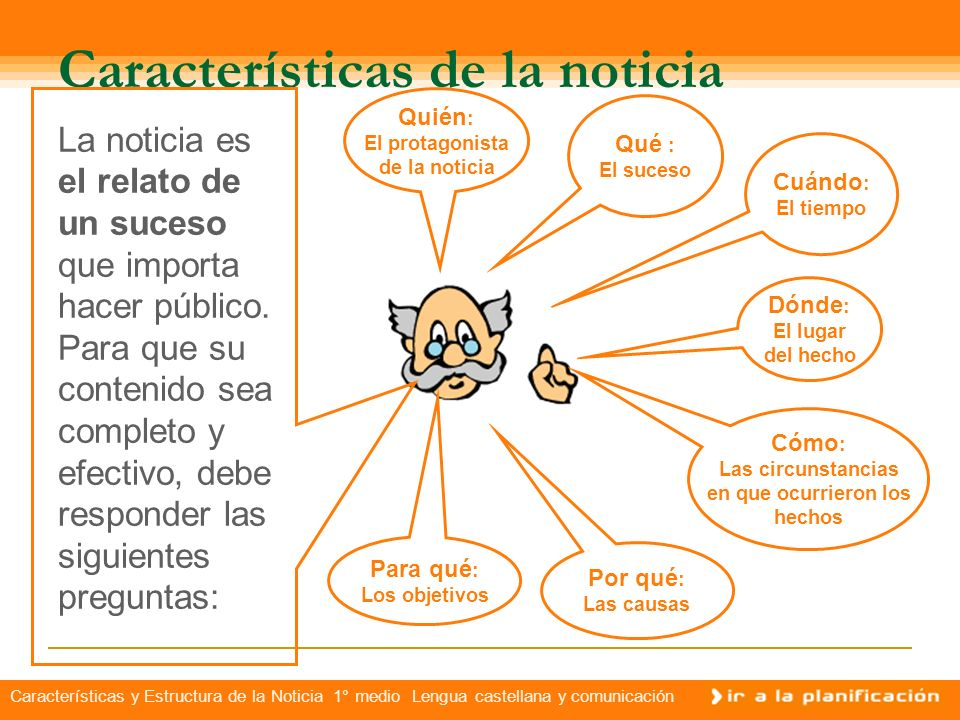 Características de la noticia
La noticia es
el relato de
un suceso
que importa
hacer público.
Para que su
contenido sea
completo y
efectivo, debe
responder las
siguientes
preguntas:
Quién:
El protagonista
de la noticia
Qué :
El suceso
Cuándo:
El tiempo
Dónde:
El lugar
del hecho
Cómo:
Las circunstancias
en que ocurrieron los
hechos
Por qué:
Las causas
Para qué:
Los objetivos
Características y Estructura de la Noticia 1° medio Lengua castellana y comunicación
ir a la planificación